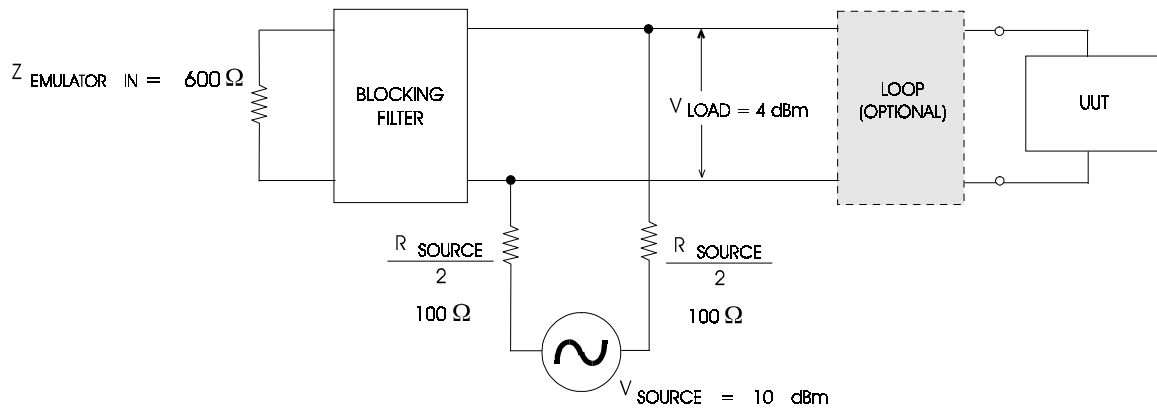 Z EMULATOR IN = 600 Ω
BLOCKING
FILTER
V LOAD = 4 dBm
LOOP
(OPTIONAL)
UUT
R SOURCE
2
100 Ω
R SOURCE
2
100 Ω
V SOURCE = 10 dBm